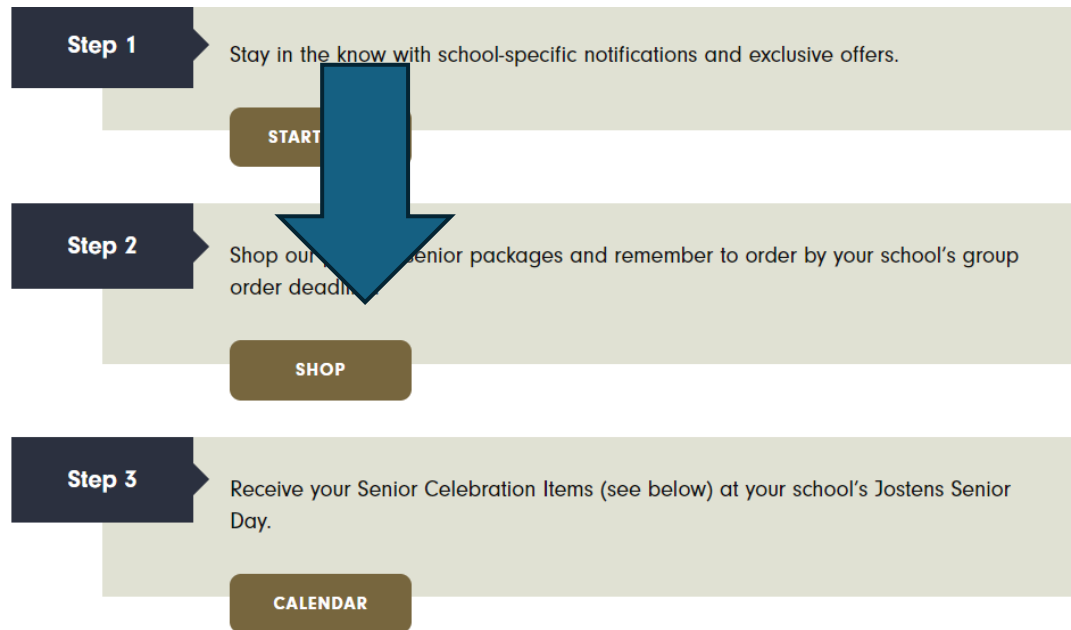 Step 1
Stay in the know with school-specific notifications and exclusive offers.
START
Step 2
Shop our senior packages and remember to order by your school's group
order
SHOP
Step 3
Receive your Senior Celebration Items (see below) at your school's Jostens Senior
Day.
CALENDAR